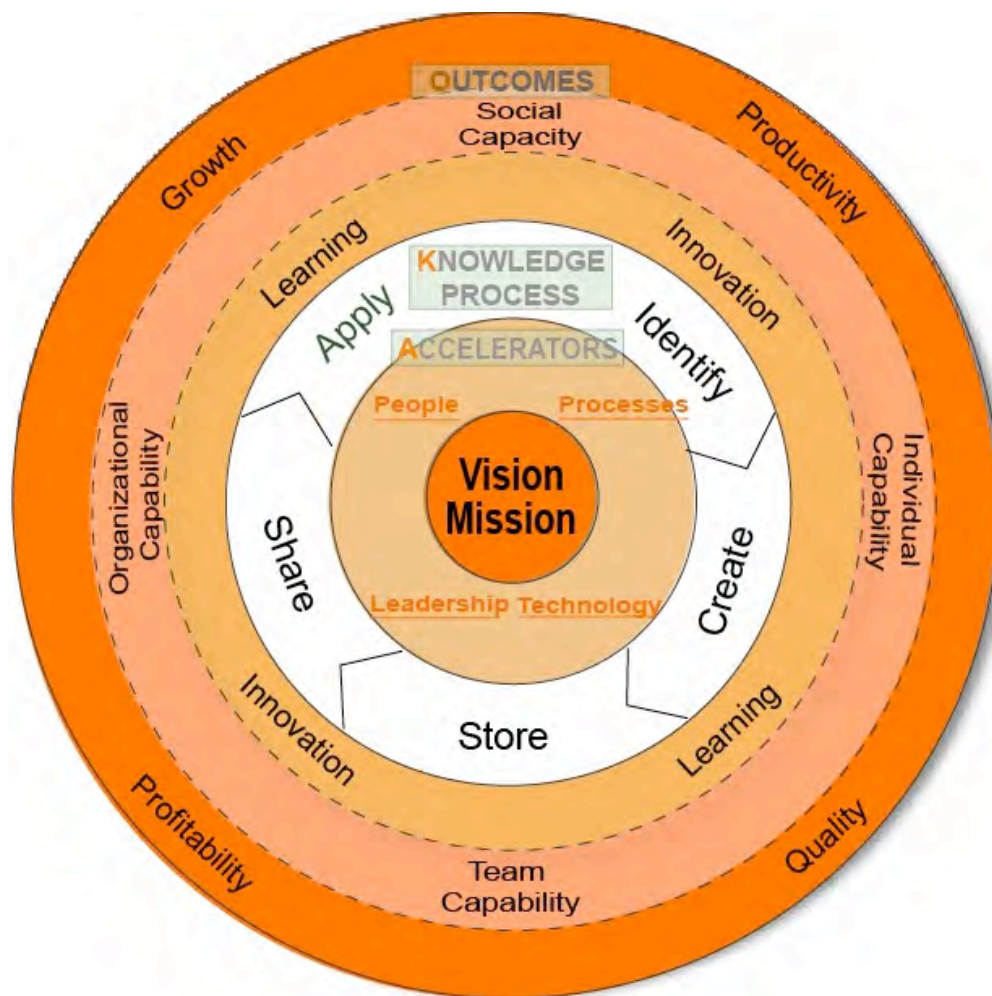 OUTCOMES
Social
Capacity
Growth
Productivity
Learning
Innovation
KNOWLEDGE
PROCESS
Apply
Identify
ACCELERATORS
People
Processes
Organizational
Capability
Vision
Mission
Individual
Capability
Share
Create
Leadership
Technology
Innovation
Store
Learning
Profitability
Team
Capability
Quality